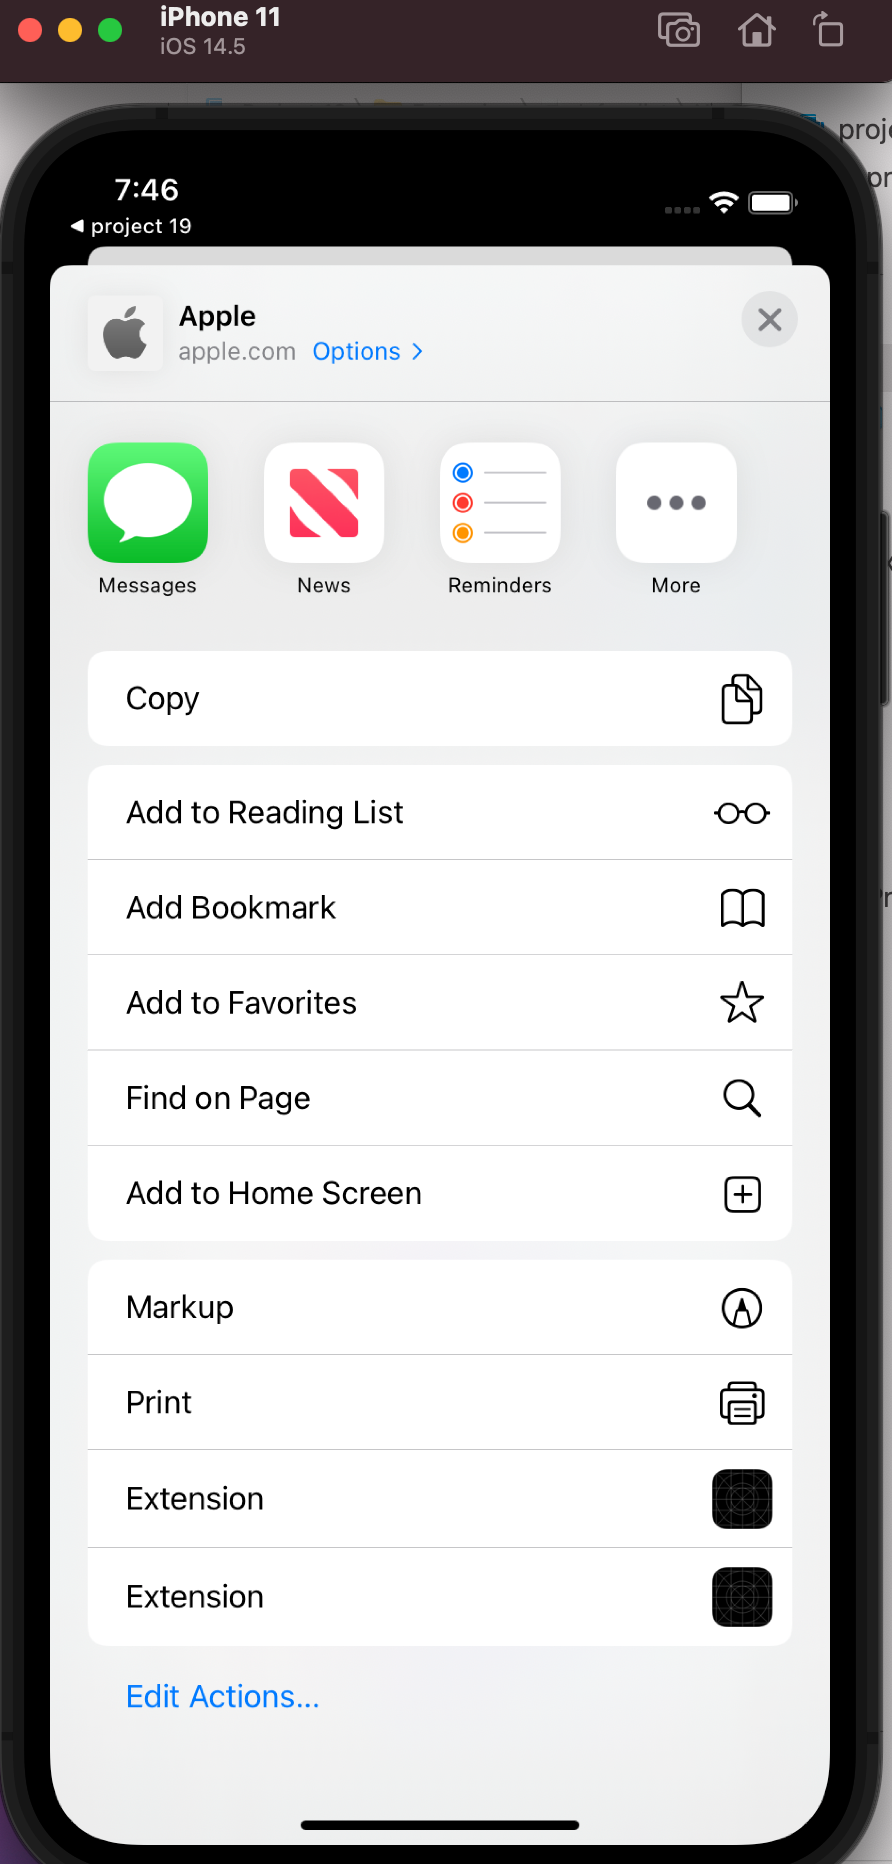 iPhone 11
iOS 14.5
proje
pr
7:46
◀ project 19
Apple
apple.com Options >
Messages
News
Reminders
More
Copy
Add to Reading List
Add Bookmark
Add to Favorites
Find on Page
Add to Home Screen
Markup
Print
Extension
Extension
Edit Actions...